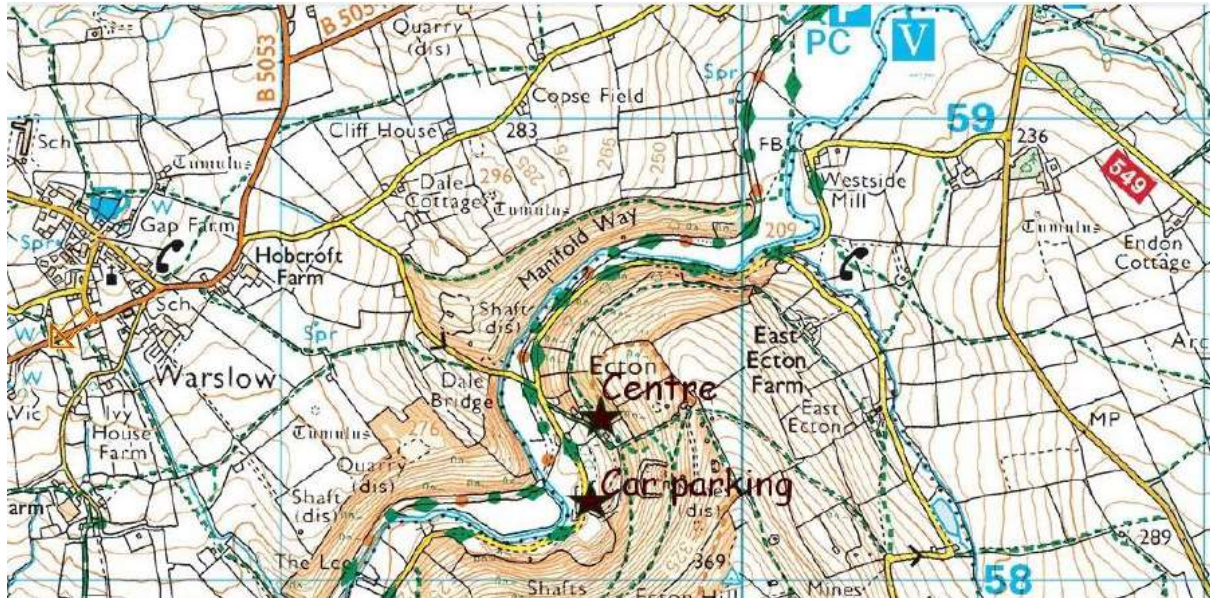 B 5054
B 5053
Quarry
(dis)
P
PC
V
Spr
Copse Field
59
Cliff House
283
236
Sch
Tumulus
FB
549
W
Dale
Cottage
296
285
275
265
250
Tumulus
Westside
Mill
Gap Farm
Spr
Manifold Way
209
Tumulus
Endon
Cottage
Hobcroft
Farm
Sch
Shaft
(dis)
W
Spr
East
Ecton
Farm
Ecton
Centre
Warslow
Dale
Bridge
W
Vic
Ivy
House
Farm
Tumulus
276
East
Ecton
MP
Quarry
(dis)
Car parking
Shaft
(dis)
(dis)
arm
289
The Lee
369
58
Shafts
Ecton Hill
Mines